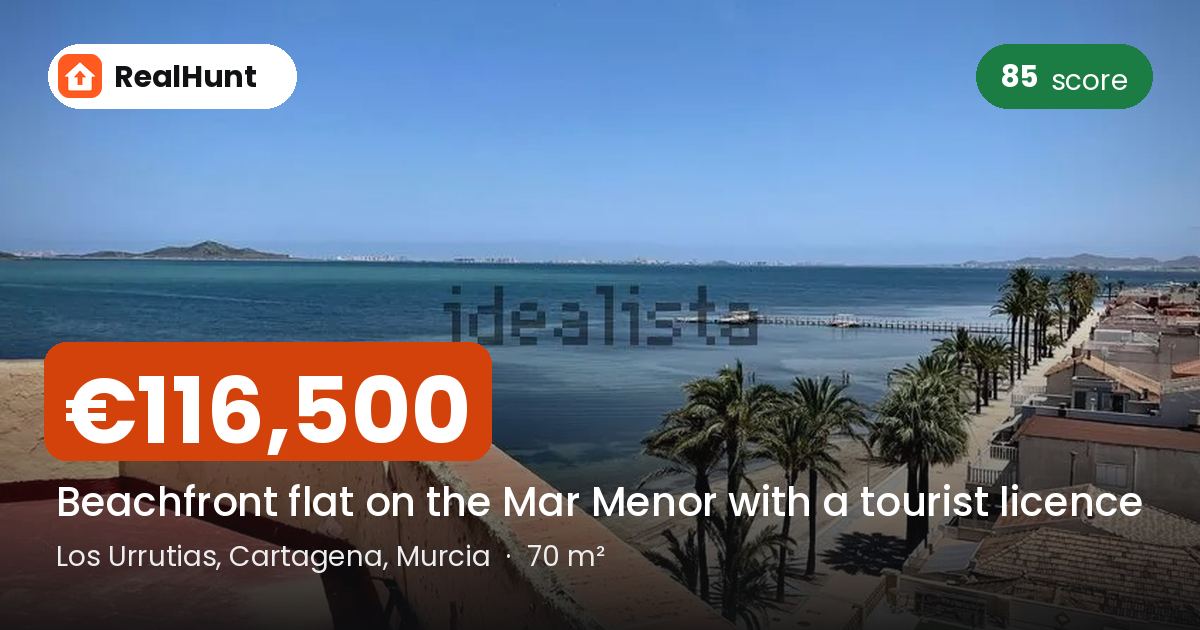 RealHunt
85 score
idealista
€116,500
Beachfront flat on the Mar Menor with a tourist licence
Los Urrutias, Cartagena, Murcia · 70 m²